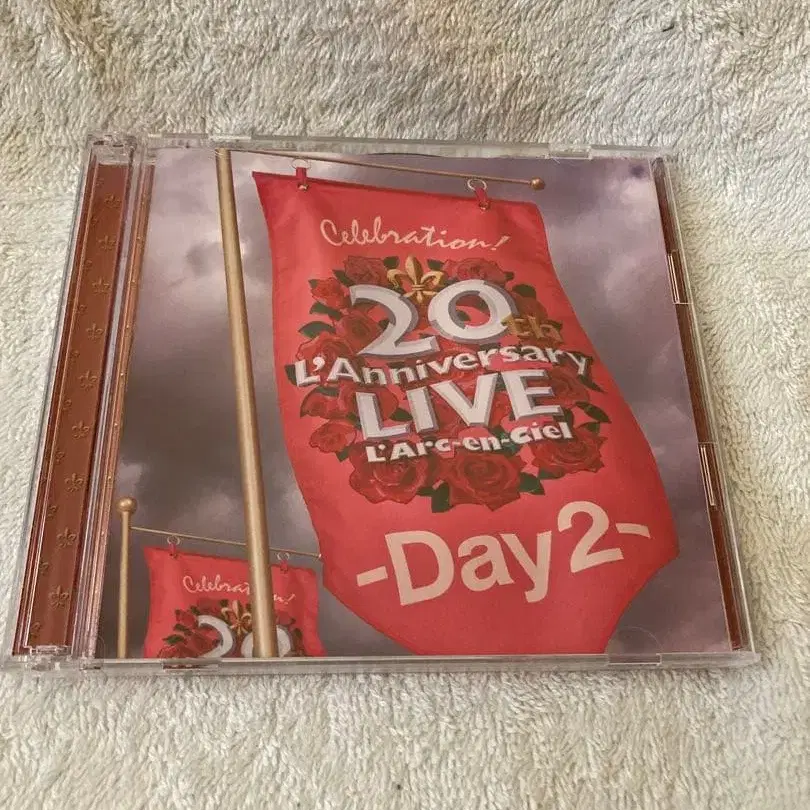 Celebration!
20th
L'Anniversary
LIVE
L'Arc-en-Ciel
-Day2-
Celebration!
20